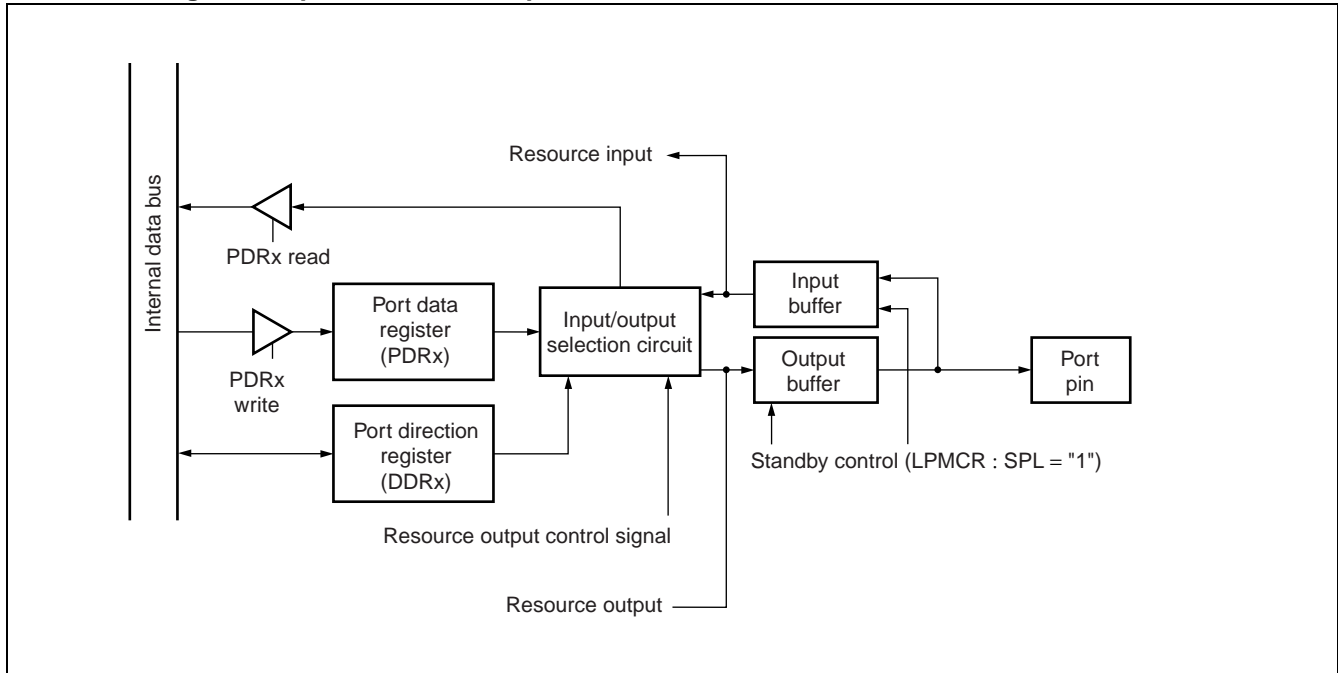 Internal data bus
Resource input
PDRx read
Port data
register
(PDRx)
PDRx
write
Port direction
register
(DDRx)
Input/output
selection circuit
Input
buffer
Output
buffer
Port
pin
Standby control (LPMCR : SPL = "1")
Resource output control signal
Resource output